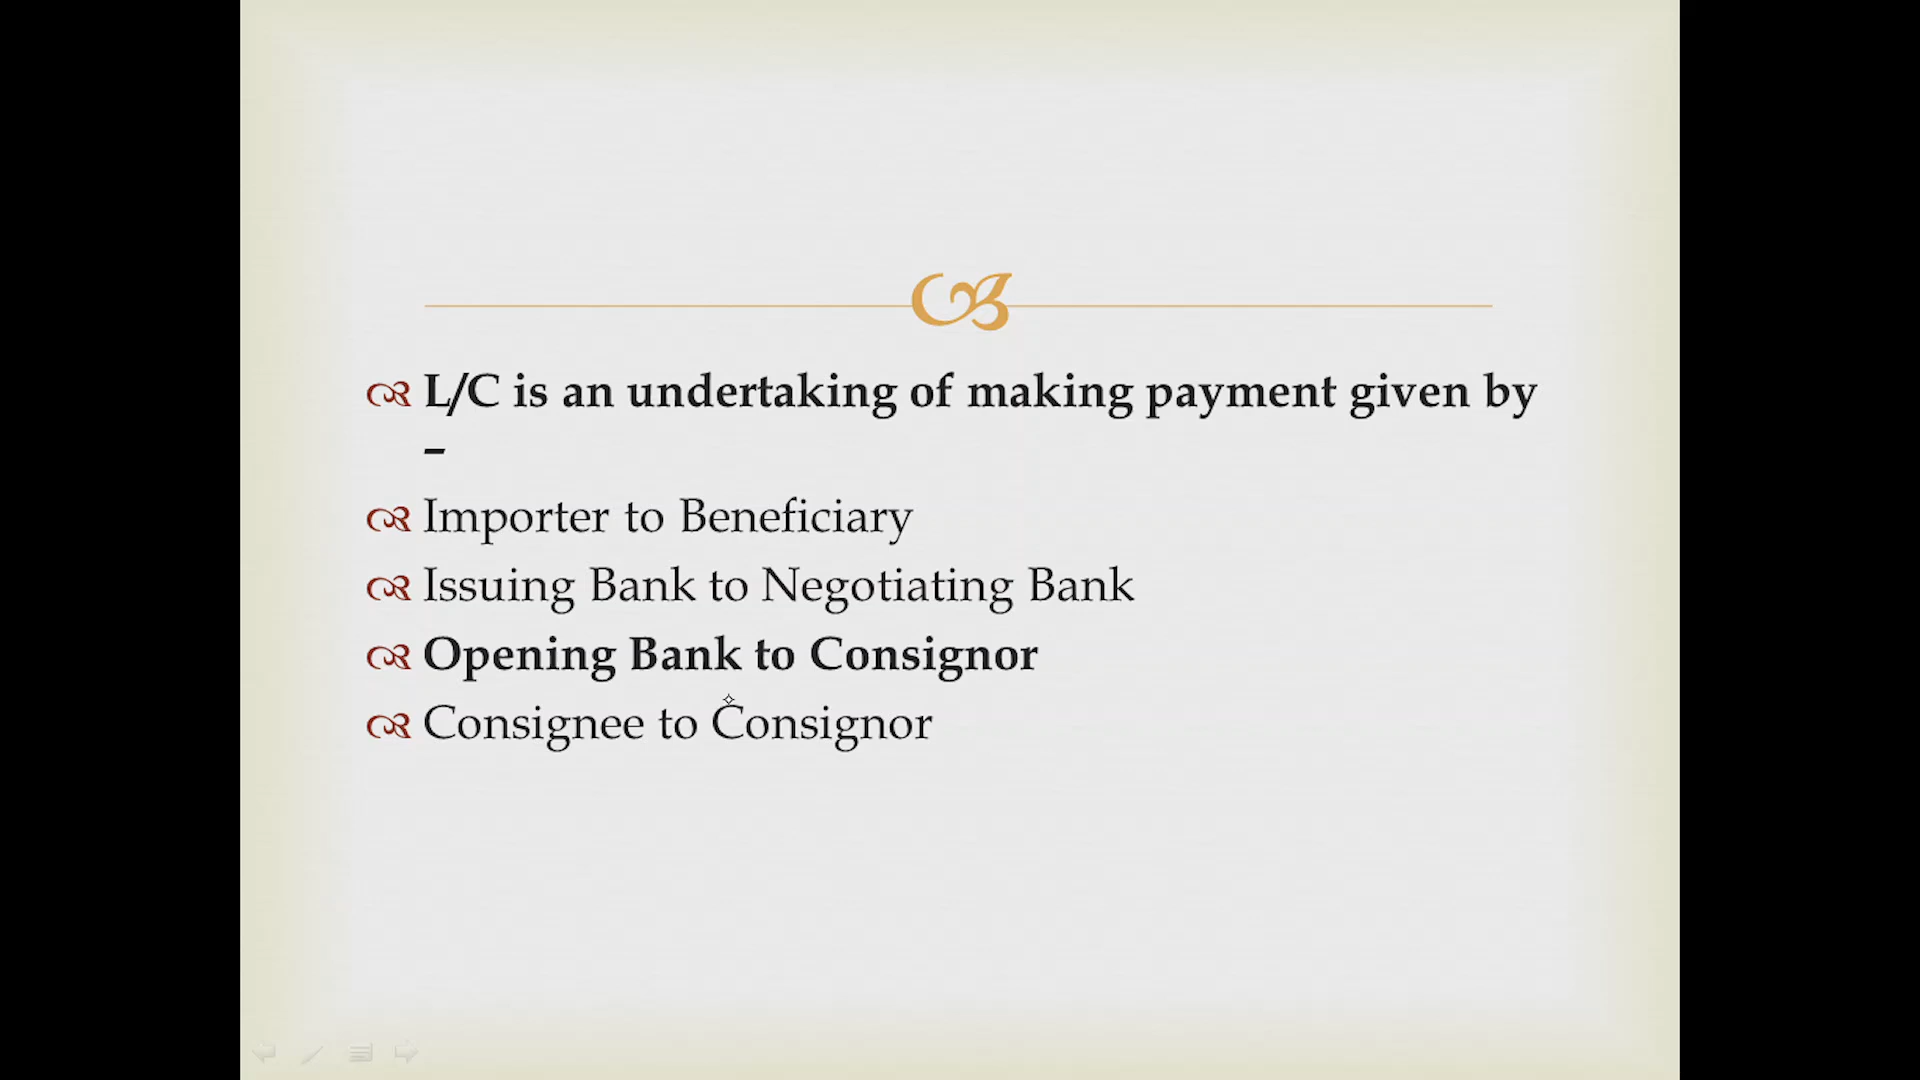 L/C is an undertaking of making payment given by
–
Importer to Beneficiary
Issuing Bank to Negotiating Bank
Opening Bank to Consignor
Consignee to Consignor